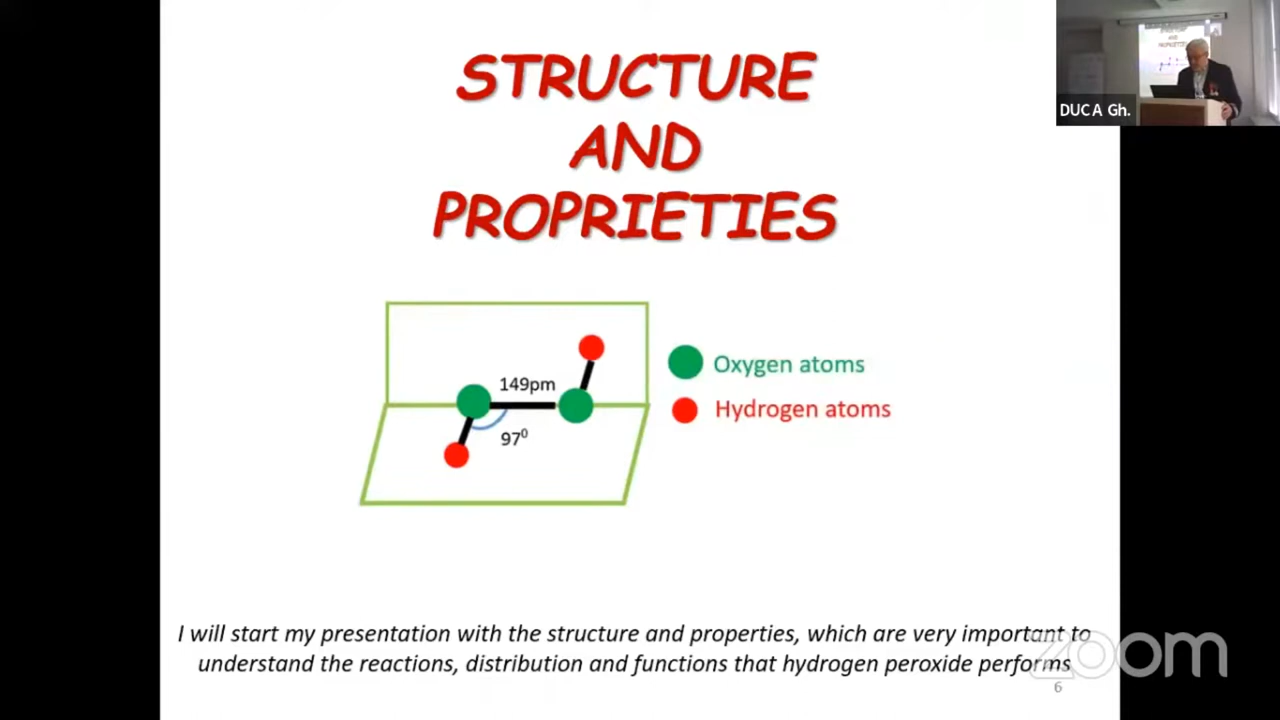 STRUCTURE
AND
PROPRIETIES
DUCA Gh.
149pm
97⁰
Oxygen atoms
Hydrogen atoms
I will start my presentation with the structure and properties, which are very important to
understand the reactions, distribution and functions that hydrogen peroxide performs
zoom
6